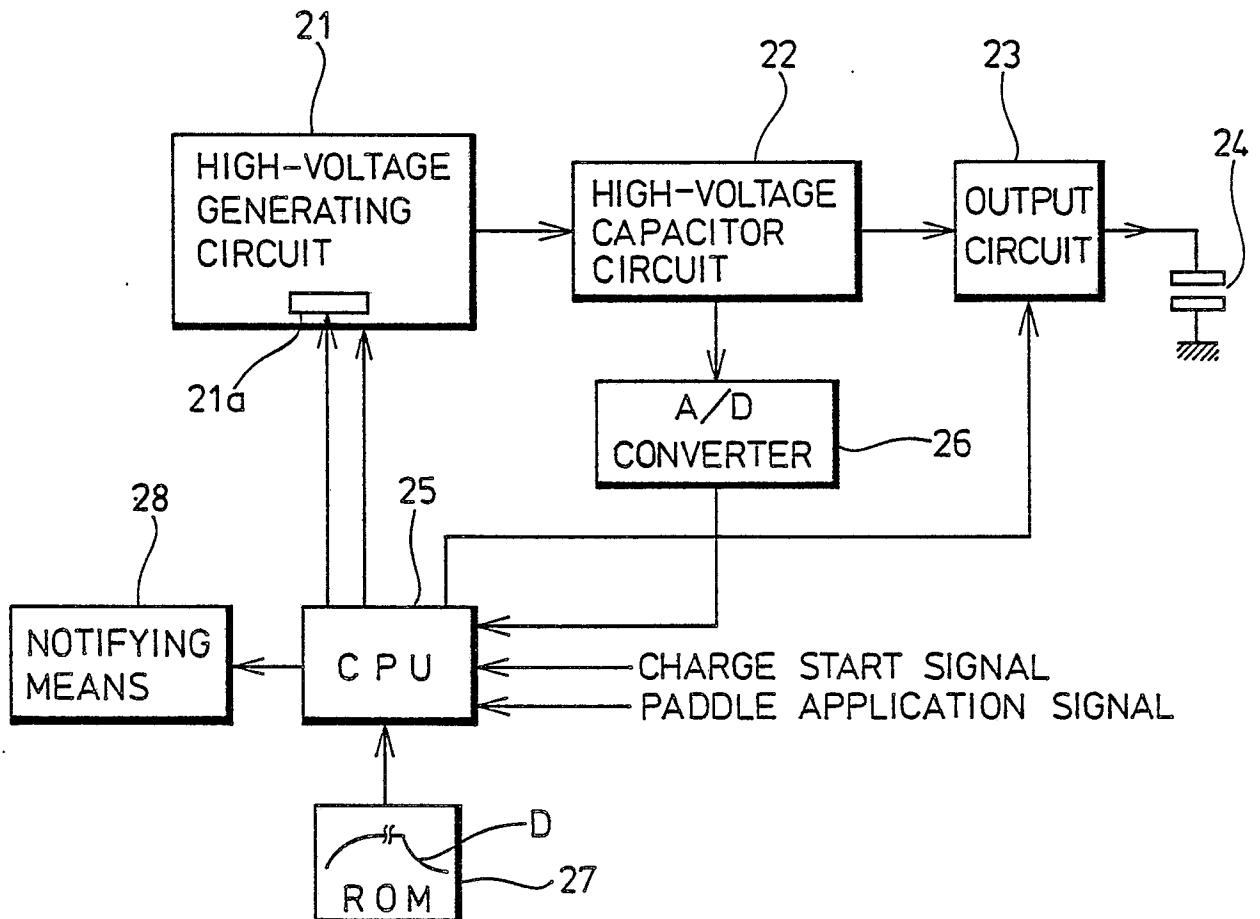 21
22
23
24
HIGH-VOLTAGE
GENERATING
CIRCUIT
HIGH-VOLTAGE
CAPACITOR
CIRCUIT
OUTPUT
CIRCUIT
21a
A/D
CONVERTER
26
28
25
NOTIFYING
MEANS
CPU
CHARGE START SIGNAL
PADDLE APPLICATION SIGNAL
D
ROM
27